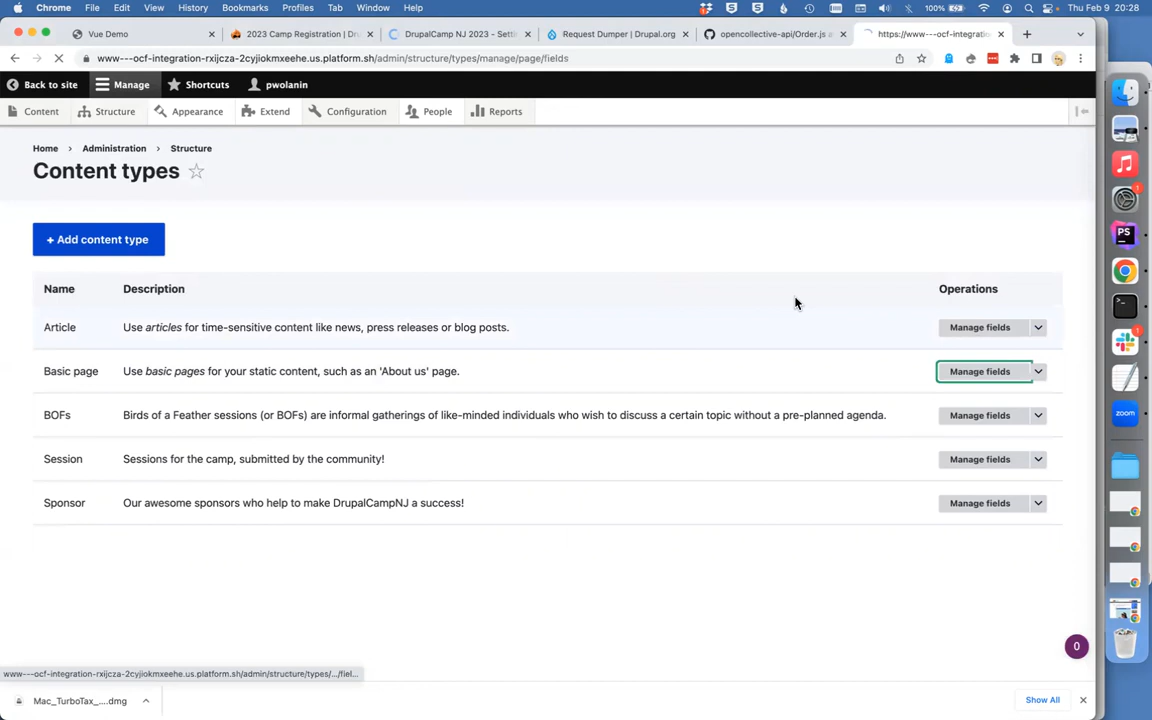 Chrome File Edit View History Bookmarks Profiles Tab Window Help 100% Thu Feb 9 20:28
Vue Demo 2023 Camp Registration | Dru DrupalCamp NJ 2023 - Setti Request Dumper | Drupal.org opencollective-api/Order.js a https://www---ocf-integratio
www---ocf-integration-rxijcza-2cyjiokmxeehe.us.platform.sh/admin/structure/types/manage/page/fields
Back to site Manage Shortcuts pwolanin
Content Structure Appearance Extend Configuration People Reports
Home > Administration > Structure
Content types
+ Add content type
Name Description Operations
Article Use articles for time-sensitive content like news, press releases or blog posts. Manage fields
Basic page Use basic pages for your static content, such as an 'About us' page. Manage fields
BOFs Birds of a Feather sessions (or BOFs) are informal gatherings of like-minded individuals who wish to discuss a certain topic without a pre-planned agenda. Manage fields
Session Sessions for the camp, submitted by the community! Manage fields
Sponsor Our awesome sponsors who help to make DrupalCampNJ a success! Manage fields
1
PS
1
zoom
0
www---ocf-integration-rxijcza-2cyjiokmxeehe.us.platform.sh/admin/structure/types/.../fiel...
Mac_TurboTax_....dmg Show All